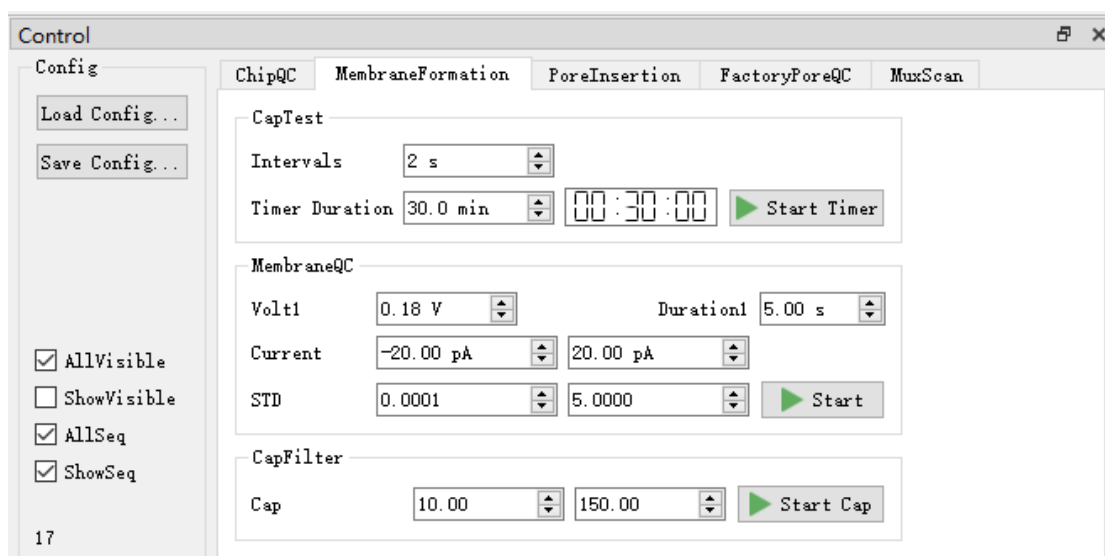 Control
Config
Load Config...
Save Config...
AllVisible
ShowVisible
AllSeq
ShowSeq
17
ChipQC MembraneFormation PoreInsertion FactoryPoreQC MuxScan
CapTest
Intervals 2 s
Timer Duration 30.0 min 00:30:00 Start Timer
MembraneQC
Volt1 0.18 V Duration1 5.00 s
Current -20.00 pA 20.00 pA
STD 0.0001 5.0000 Start
CapFilter
Cap 10.00 150.00 Start Cap